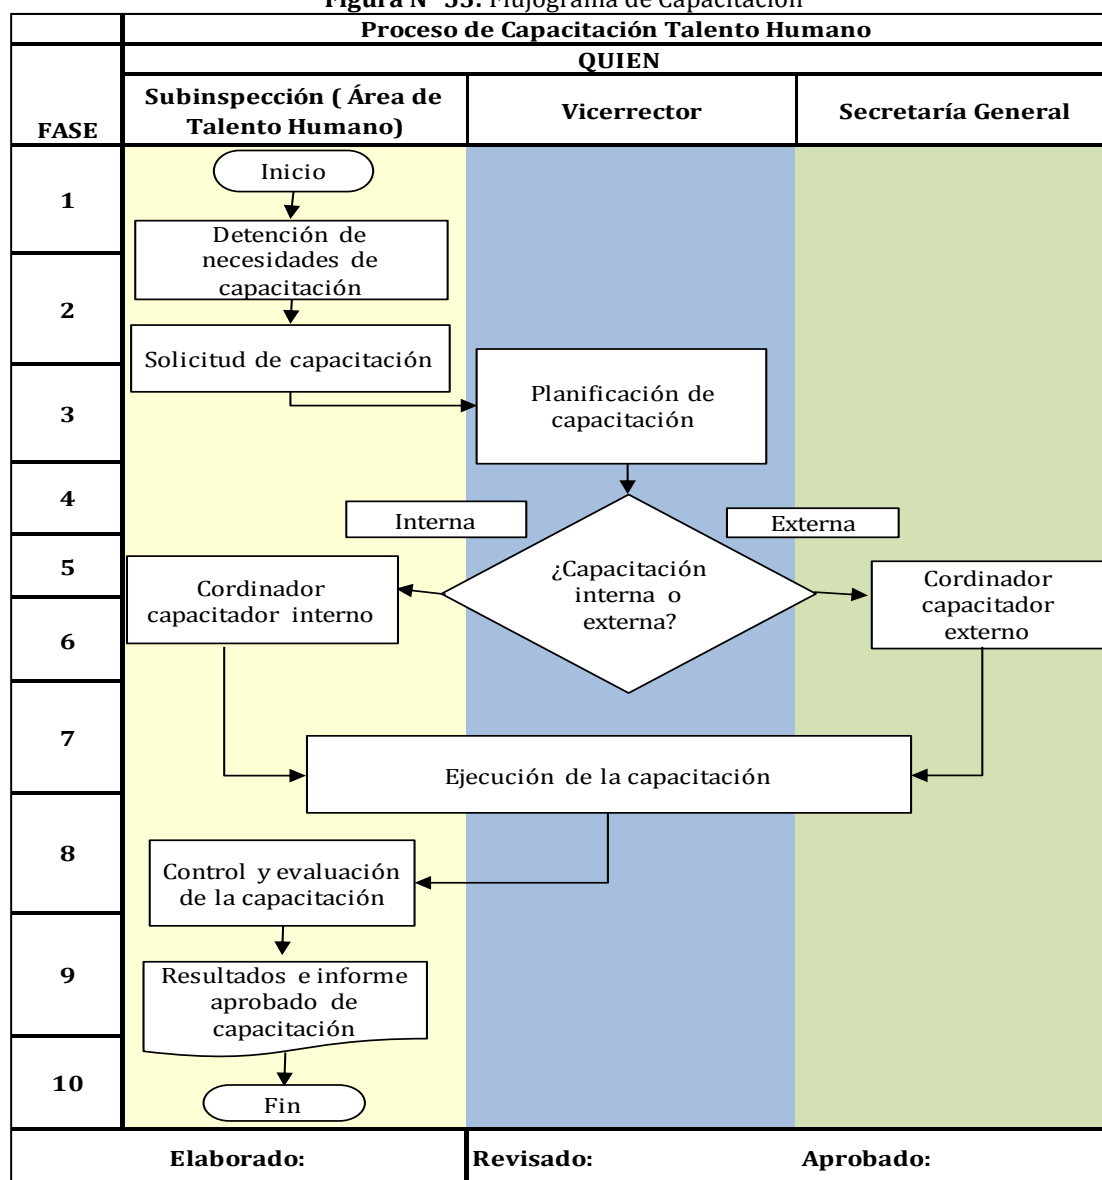 Figura N° 33: Flujograma de Capacitación
Proceso de Capacitación Talento Humano
QUIEN
FASE
Subinspección ( Área de
Talento Humano)
Vicerrector
Secretaría General
1
Inicio
Detención de
necesidades de
capacitación
2
Solicitud de capacitación
3
Planificación de
capacitación
4
Interna
Externa
5
¿Capacitación
interna o
externa?
Cordinador
capacitador interno
Cordinador
capacitador
externo
6
7
Ejecución de la capacitación
8
Control y evaluación
de la capacitación
9
Resultados e informe
aprobado de
capacitación
10
Fin
Elaborado:
Revisado:
Aprobado: